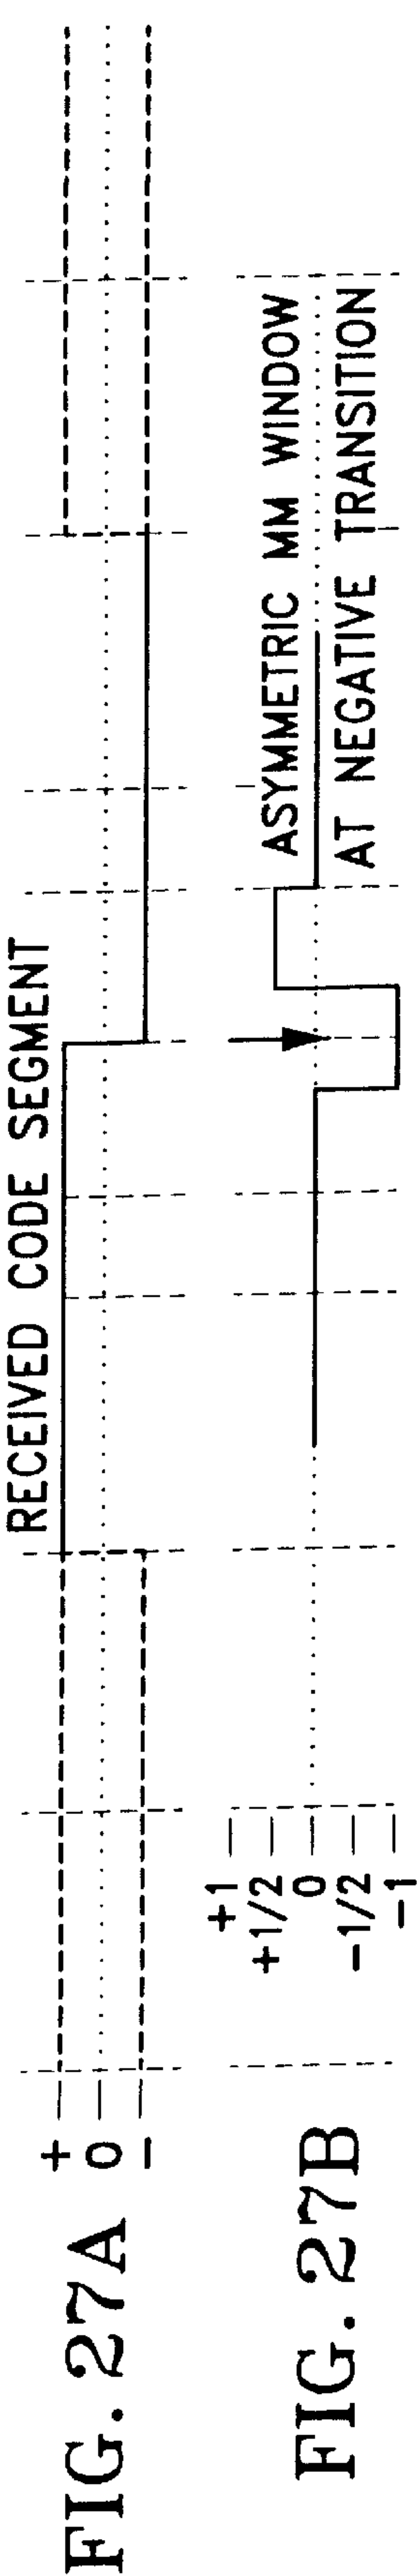 RECEIVED CODE SEGMENT
+
0
−
FIG. 27A
ASYMMETRIC MM WINDOW
AT NEGATIVE TRANSITION
+1
+1/2
0
−1/2
−1
FIG. 27B